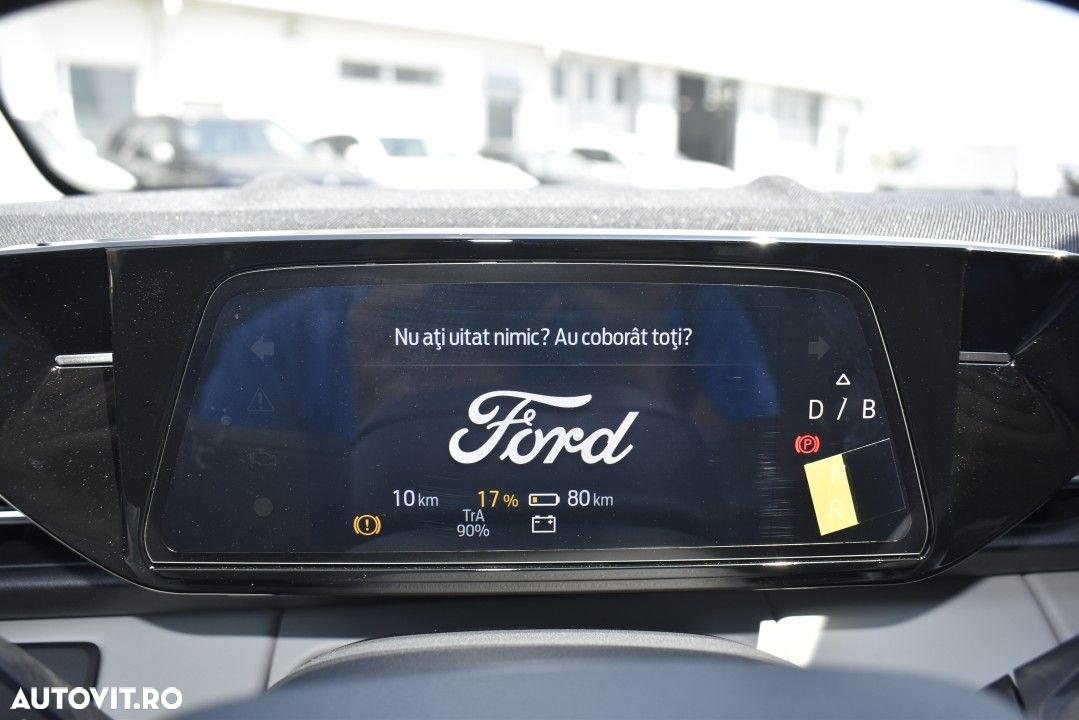 Nu aţi uitat nimic? Au coborât toţi?
Ford
D / B
P
N
R
10 km
17 %
80 km
TrA
90%
AUTOVIT.RO